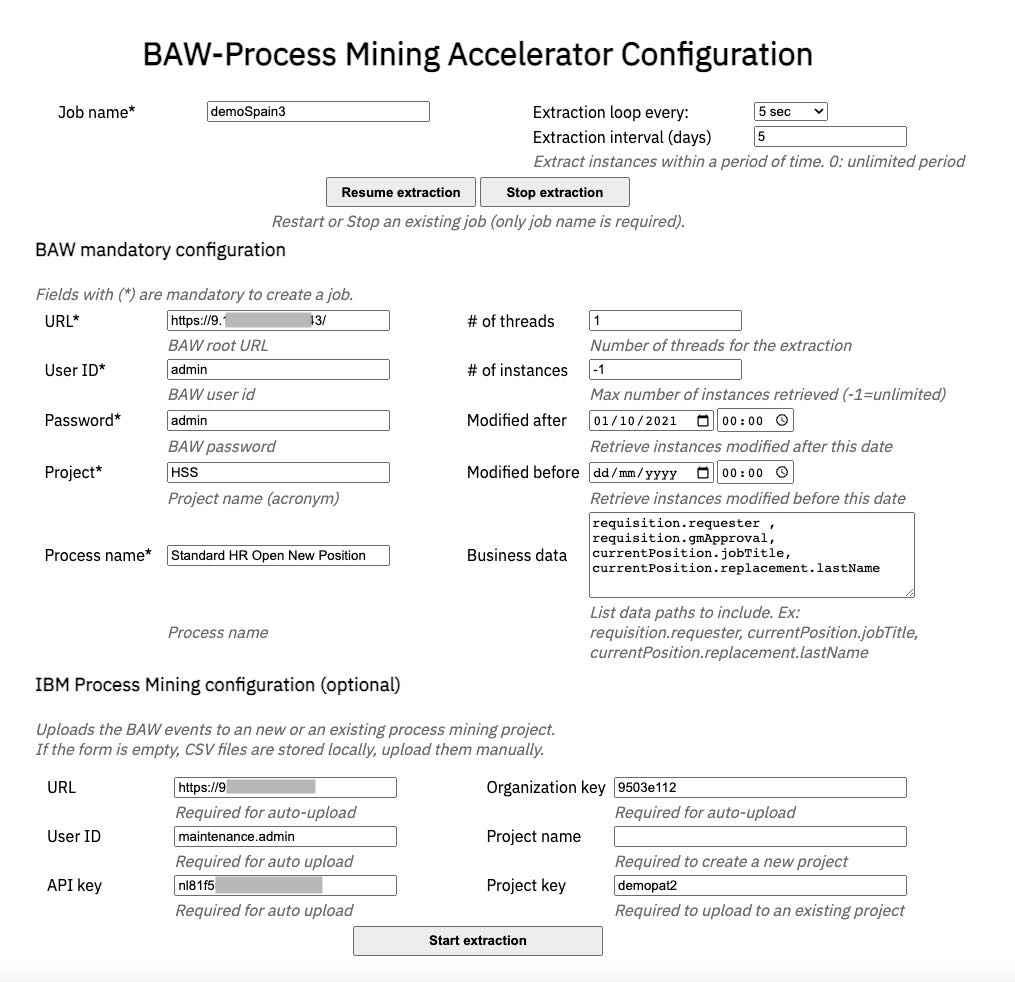 BAW-Process Mining Accelerator Configuration
Job name* demoSpain3 Extraction loop every: 5 sec
Extraction interval (days) 5
Extract instances within a period of time. 0: unlimited period
Resume extraction Stop extraction
Restart or Stop an existing job (only job name is required).
BAW mandatory configuration
Fields with (*) are mandatory to create a job.
URL* https://9. 43/ # of threads 1
BAW root URL Number of threads for the extraction
User ID* admin # of instances -1
BAW user id Max number of instances retrieved (-1=unlimited)
Password* admin Modified after 01/10/2021 00:00
BAW password Retrieve instances modified after this date
Project* HSS Modified before dd/mm/yyyy 00:00
Project name (acronym) Retrieve instances modified before this date
requisition.requester ,
requisition.gmApproval,
Process name* Standard HR Open New Position Business data currentPosition.jobTitle,
currentPosition.replacement.lastName
List data paths to include. Ex:
Process name requisition.requester, currentPosition.jobTitle,
currentPosition.replacement.lastName
IBM Process Mining configuration (optional)
Uploads the BAW events to an new or an existing process mining project.
If the form is empty, CSV files are stored locally, upload them manually.
URL https://9 Organization key 9503e112
Required for auto-upload Required for auto-upload
User ID maintenance.admin Project name
Required for auto upload Required to create a new project
API key nl81f5 Project key demopat2
Required for auto upload Required to upload to an existing project
Start extraction